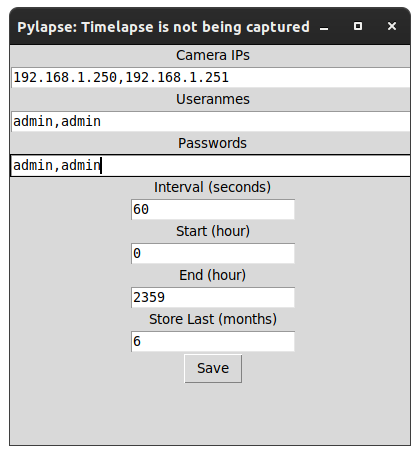 Pylapse: Timelapse is not being captured
Camera IPs
192.168.1.250,192.168.1.251
Useranmes
admin,admin
Passwords
admin,admin
Interval (seconds)
60
Start (hour)
0
End (hour)
2359
Store Last (months)
6
Save